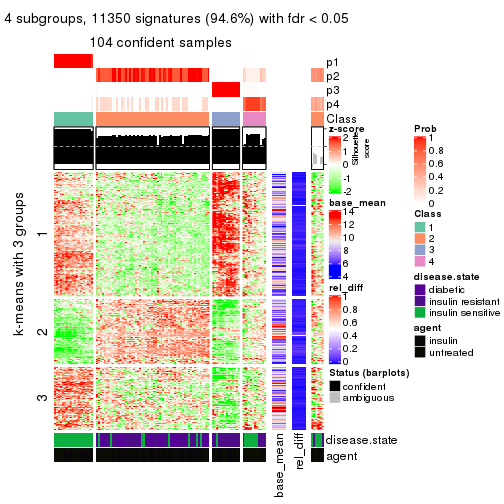 4 subgroups, 11350 signatures (94.6%) with fdr < 0.05
104 confident samples
p1
p2
p3
p4
Class
k-means with 3 groups
1
2
3
disease.state
agent
base_mean
rel_diff
1
0.5
0
Silhouette
score
z-score
2
1
0
-1
-2
base_mean
14
12
10
8
6
4
rel_diff
1
0.8
0.6
0.4
0.2
0
Status (barplots)
confident
ambiguous
Prob
1
0.8
0.6
0.4
0.2
0
Class
1
2
3
4
disease.state
diabetic
insulin resistant
insulin sensitive
agent
insulin
untreated